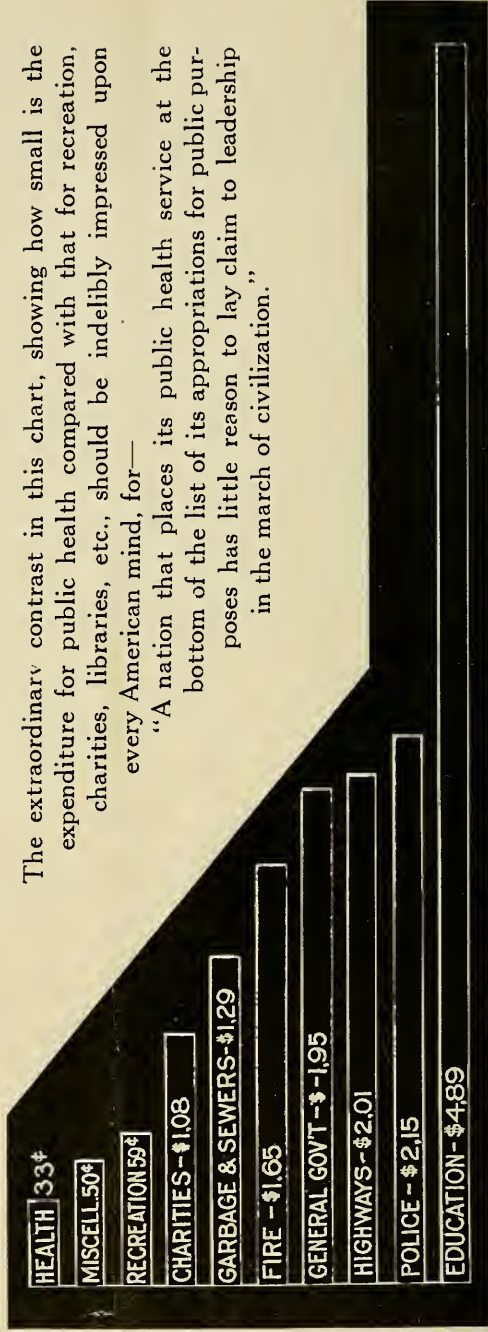 The extraordinary contrast in this chart, showing how small is the
expenditure for public health compared with that for recreation,
charities, libraries, etc., should be indelibly impressed upon
every American mind, for—
“A nation that places its public health service at the
bottom of the list of its appropriations for public pur-
poses has little reason to lay claim to leadership
in the march of civilization.”
HEALTH 33¢
MISCELL.50¢
RECREATION 59¢
CHARITIES-$1.08
GARBAGE & SEWERS-$1.29
FIRE -$1.65
GENERAL GOV'T-$-1.95
HIGHWAYS-$2.01
POLICE-$2.15
EDUCATION-$4.89